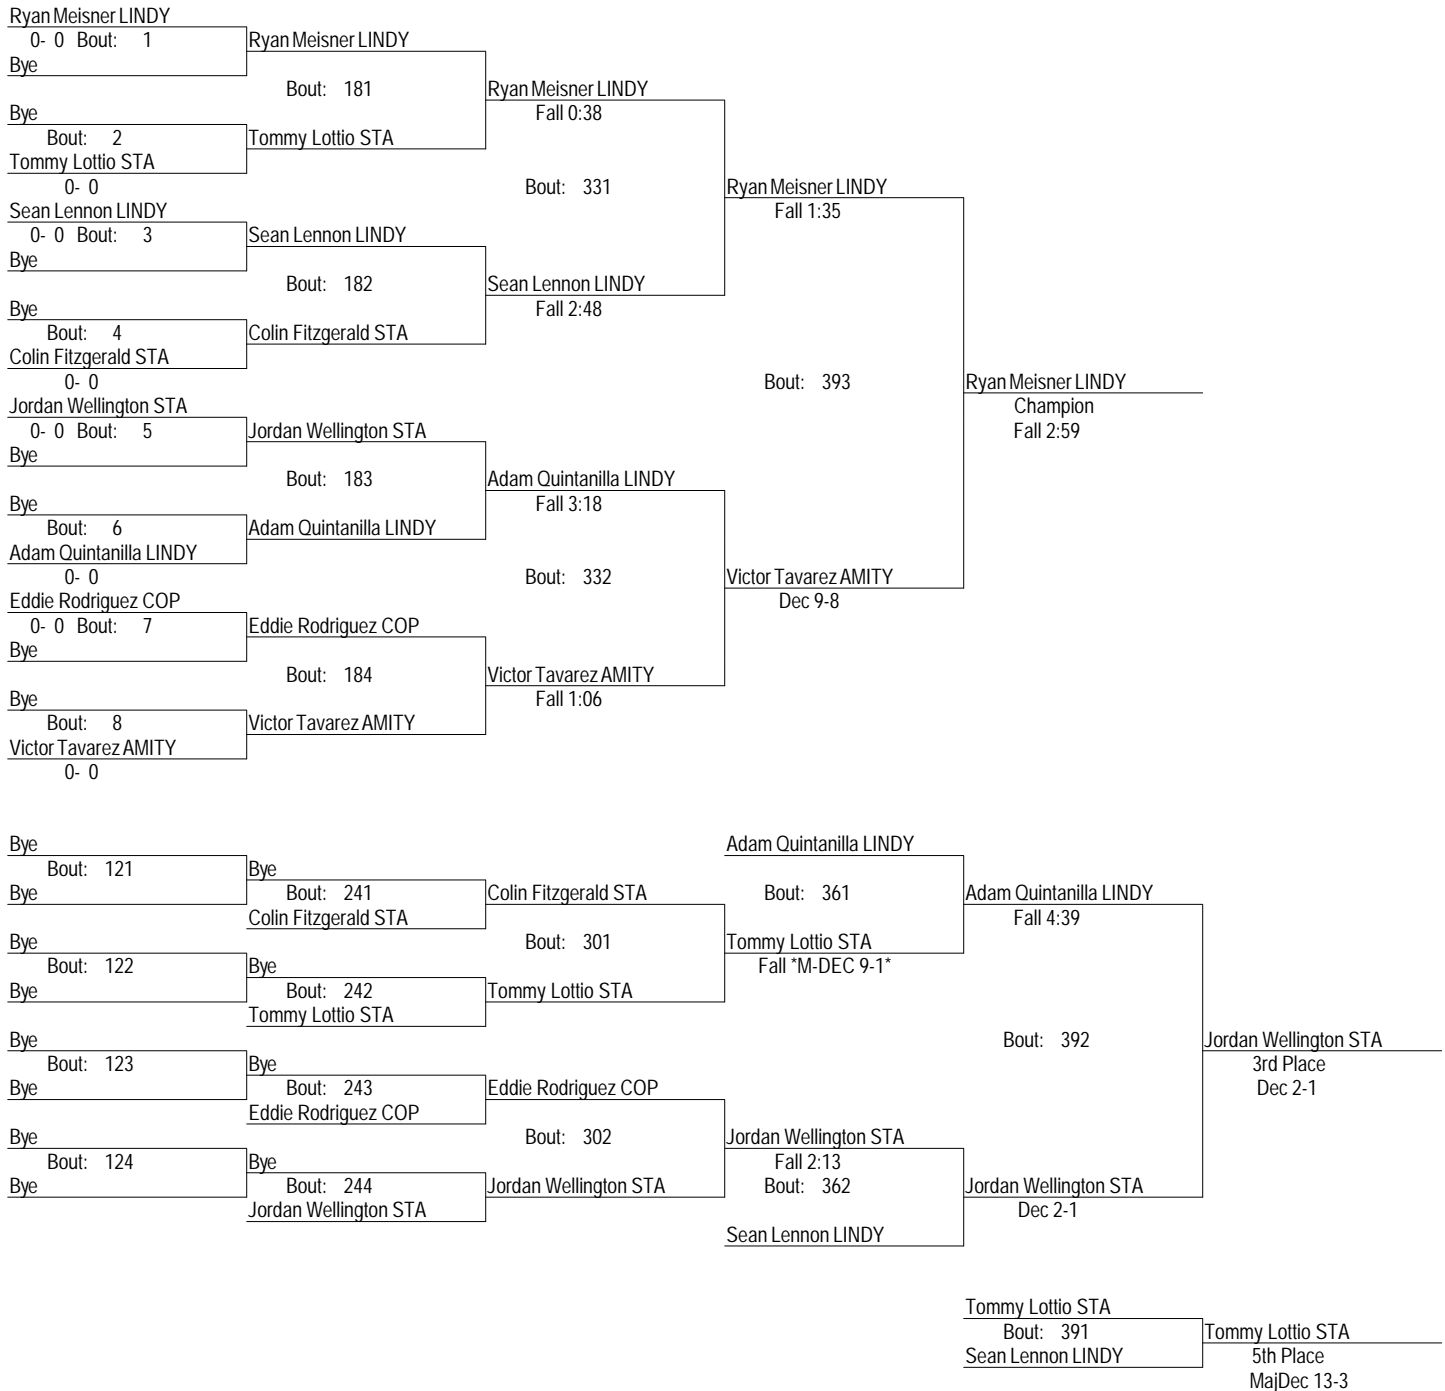 Ryan Meisner LINDY
0- 0 Bout: 1
Ryan Meisner LINDY
Bye
Bout: 181
Ryan Meisner LINDY
Bye
Fall 0:38
Bout: 2
Tommy Lottio STA
Tommy Lottio STA
0- 0
Bout: 331
Ryan Meisner LINDY
Sean Lennon LINDY
Fall 1:35
0- 0 Bout: 3
Sean Lennon LINDY
Bye
Bout: 182
Sean Lennon LINDY
Bye
Fall 2:48
Bout: 4
Colin Fitzgerald STA
Colin Fitzgerald STA
0- 0
Bout: 393
Ryan Meisner LINDY
Jordan Wellington STA
Champion
0- 0 Bout: 5
Jordan Wellington STA
Fall 2:59
Bye
Bout: 183
Adam Quintanilla LINDY
Bye
Fall 3:18
Bout: 6
Adam Quintanilla LINDY
Adam Quintanilla LINDY
0- 0
Bout: 332
Victor Tavarez AMITY
Eddie Rodriguez COP
Dec 9-8
0- 0 Bout: 7
Eddie Rodriguez COP
Bye
Bout: 184
Victor Tavarez AMITY
Bye
Fall 1:06
Bout: 8
Victor Tavarez AMITY
Victor Tavarez AMITY
0- 0
Bye
Adam Quintanilla LINDY
Bout: 121
Bye
Bye
Bout: 241
Colin Fitzgerald STA
Bout: 361
Adam Quintanilla LINDY
Colin Fitzgerald STA
Fall 4:39
Bye
Bout: 301
Tommy Lottio STA
Bout: 122
Bye
Fall *M-DEC 9-1*
Bye
Bout: 242
Tommy Lottio STA
Tommy Lottio STA
Bye
Bout: 392
Jordan Wellington STA
Bout: 123
Bye
3rd Place
Bye
Bout: 243
Eddie Rodriguez COP
Dec 2-1
Eddie Rodriguez COP
Bye
Bout: 302
Jordan Wellington STA
Bout: 124
Bye
Fall 2:13
Bye
Bout: 244
Jordan Wellington STA
Bout: 362
Jordan Wellington STA
Jordan Wellington STA
Dec 2-1
Sean Lennon LINDY
Tommy Lottio STA
Bout: 391
Tommy Lottio STA
Sean Lennon LINDY
5th Place
MajDec 13-3